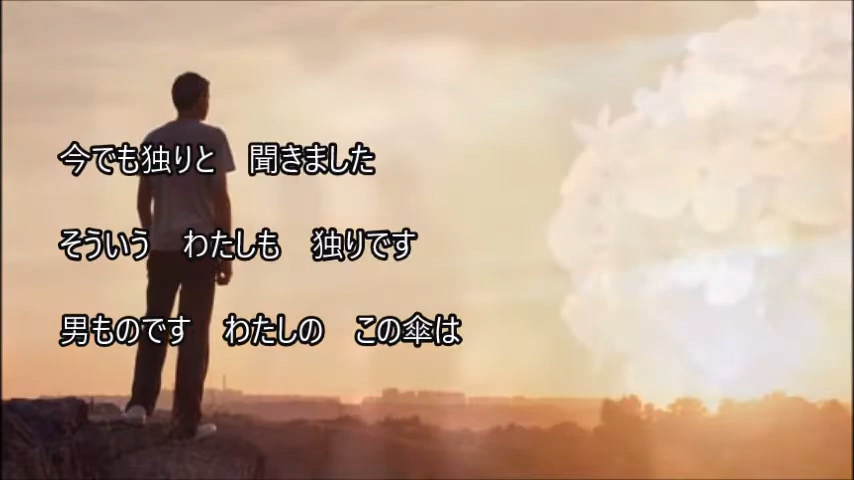 今でも独りと　聞きました
そういう　わたしも　独りです
男ものです　わたしの　この傘は